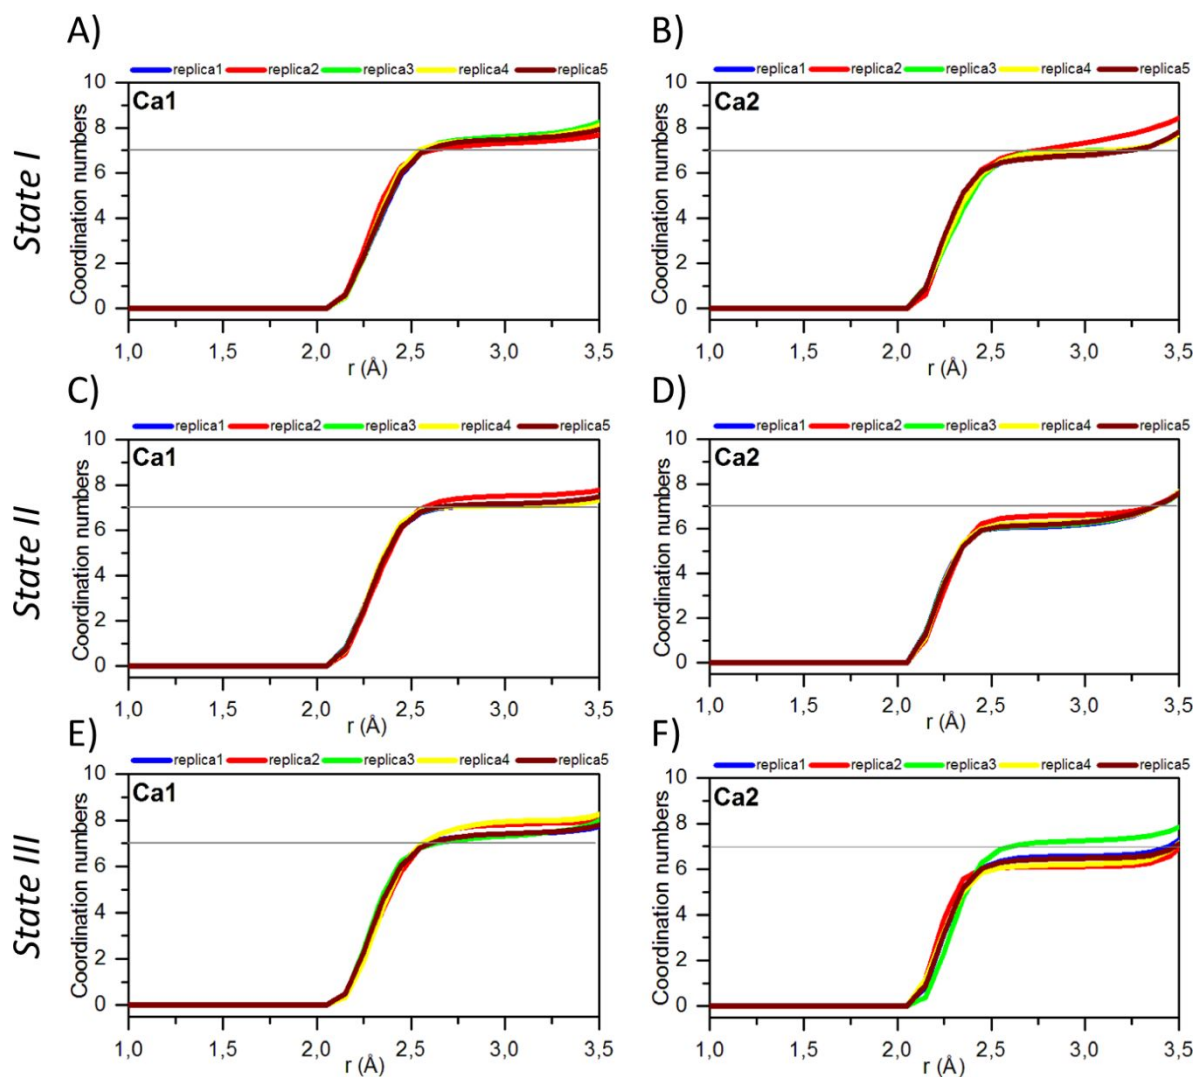 A)
B)
replica1 replica2 replica3 replica4 replica5
replica1 replica2 replica3 replica4 replica5
State I
Coordination numbers
10
8
6
4
2
0
Ca1
1,0 1,5 2,0 2,5 3,0 3,5
r (Å)
Coordination numbers
10
8
6
4
2
0
Ca2
1,0 1,5 2,0 2,5 3,0 3,5
r (Å)
C)
D)
replica1 replica2 replica3 replica4 replica5
replica1 replica2 replica3 replica4 replica5
State II
Coordination numbers
10
8
6
4
2
0
Ca1
1,0 1,5 2,0 2,5 3,0 3,5
r (Å)
Coordination numbers
10
8
6
4
2
0
Ca2
1,0 1,5 2,0 2,5 3,0 3,5
r (Å)
E)
F)
replica1 replica2 replica3 replica4 replica5
replica1 replica2 replica3 replica4 replica5
State III
Coordination numbers
10
8
6
4
2
0
Ca1
1,0 1,5 2,0 2,5 3,0 3,5
r (Å)
Coordination numbers
10
8
6
4
2
0
Ca2
1,0 1,5 2,0 2,5 3,0 3,5
r (Å)